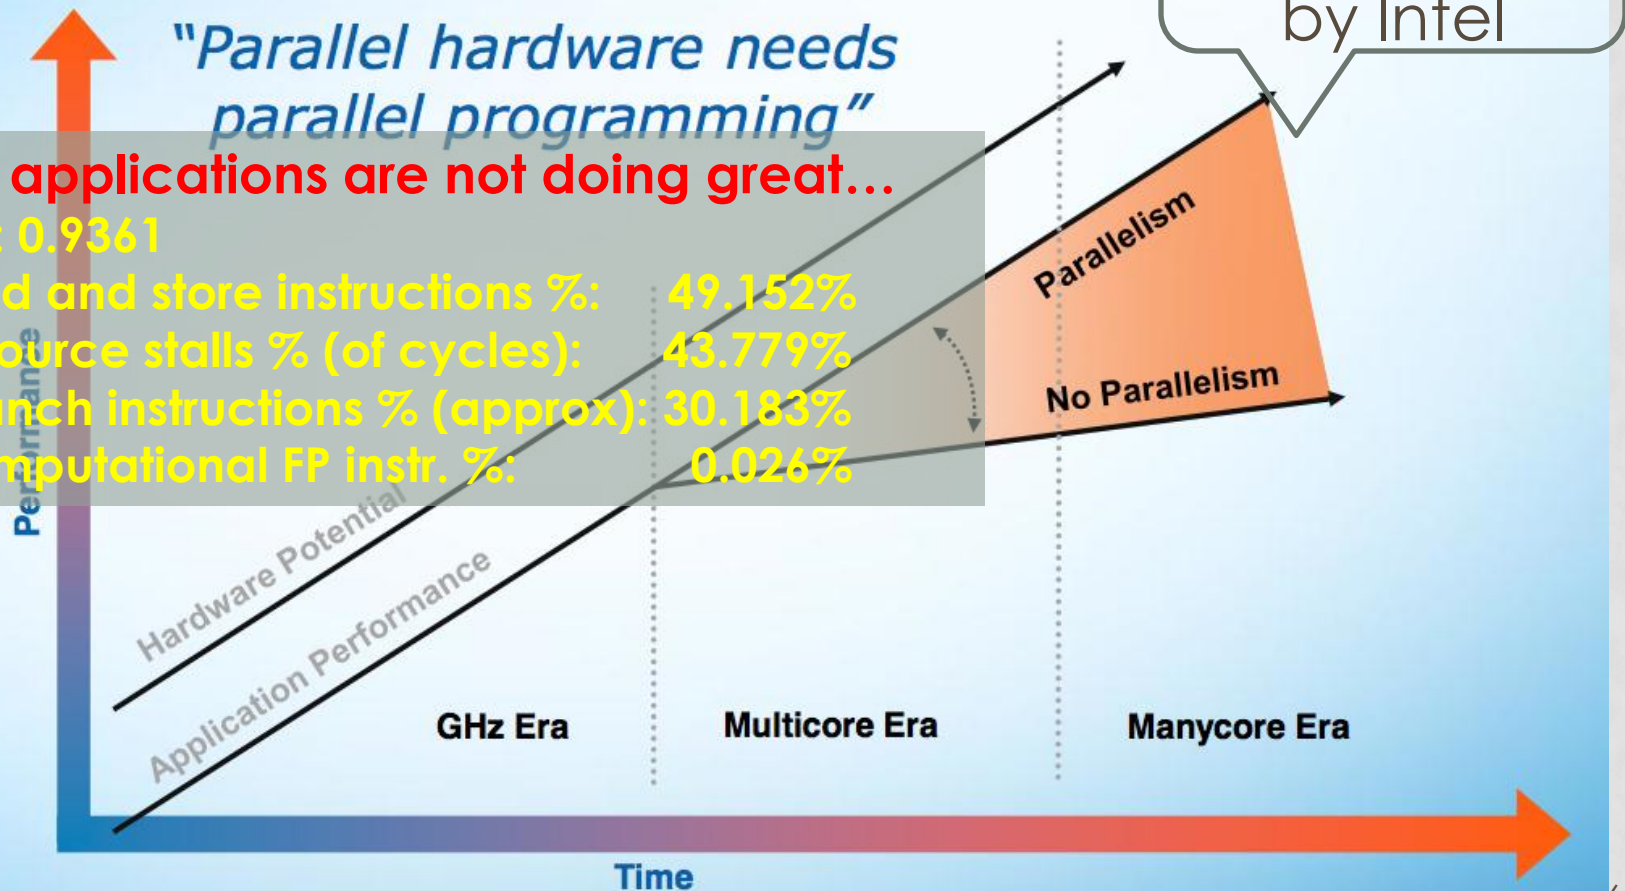 by Intel
"Parallel hardware needs
parallel programming"
applications are not doing great...
: 0.9361
d and store instructions %: 49.152%
ource stalls % (of cycles): 43.779%
anch instructions % (approx): 30.183%
mputational FP instr. %: 0.026%
Performance
Parallelism
No Parallelism
Hardware Potential
Application Performance
GHz Era
Multicore Era
Manycore Era
Time